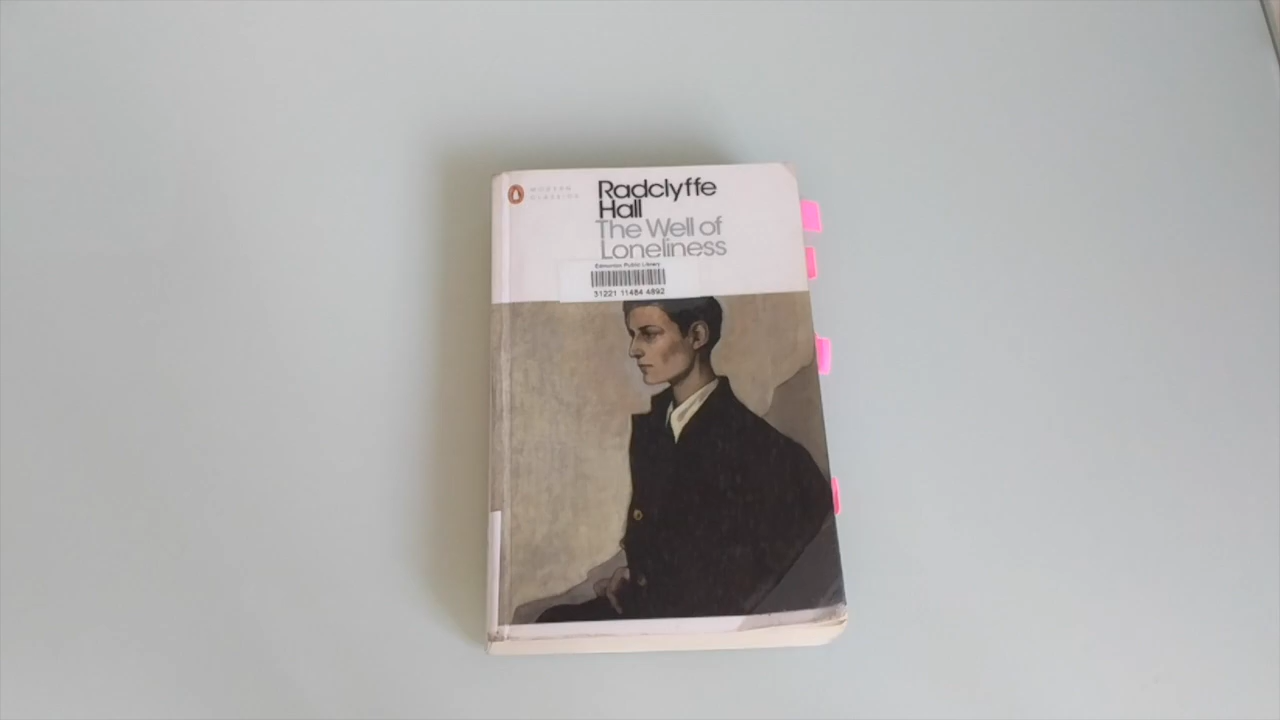 MODERN
CLASSICS
Radclyffe
Hall
The Well of
Loneliness
Edmonton Public Library
31221 11484 4892